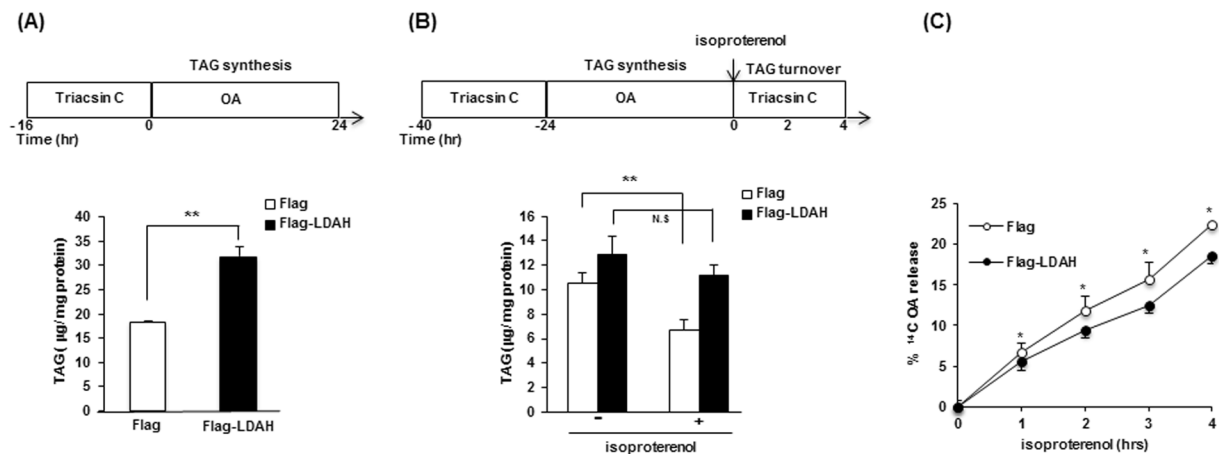 (A)
TAG synthesis
Triacsin C
OA
-16
0
24
Time (hr)
**
Flag
Flag-LDAH
TAG( µg/mg protein)
40
35
30
25
20
15
10
5
0
Flag
Flag-LDAH
(B)
isoproterenol
TAG synthesis
TAG turnover
Triacsin C
OA
Triacsin C
-40
-24
0
2
4
Time (hr)
**
N.$
Flag
Flag-LDAH
TAG(µg/mg protein)
16
14
12
10
8
6
4
2
0
-
+
isoproterenol
(C)
% ¹⁴C OA release
25
20
15
10
5
0
Flag
Flag-LDAH
*
*
*
*
0
1
2
3
4
isoproterenol (hrs)